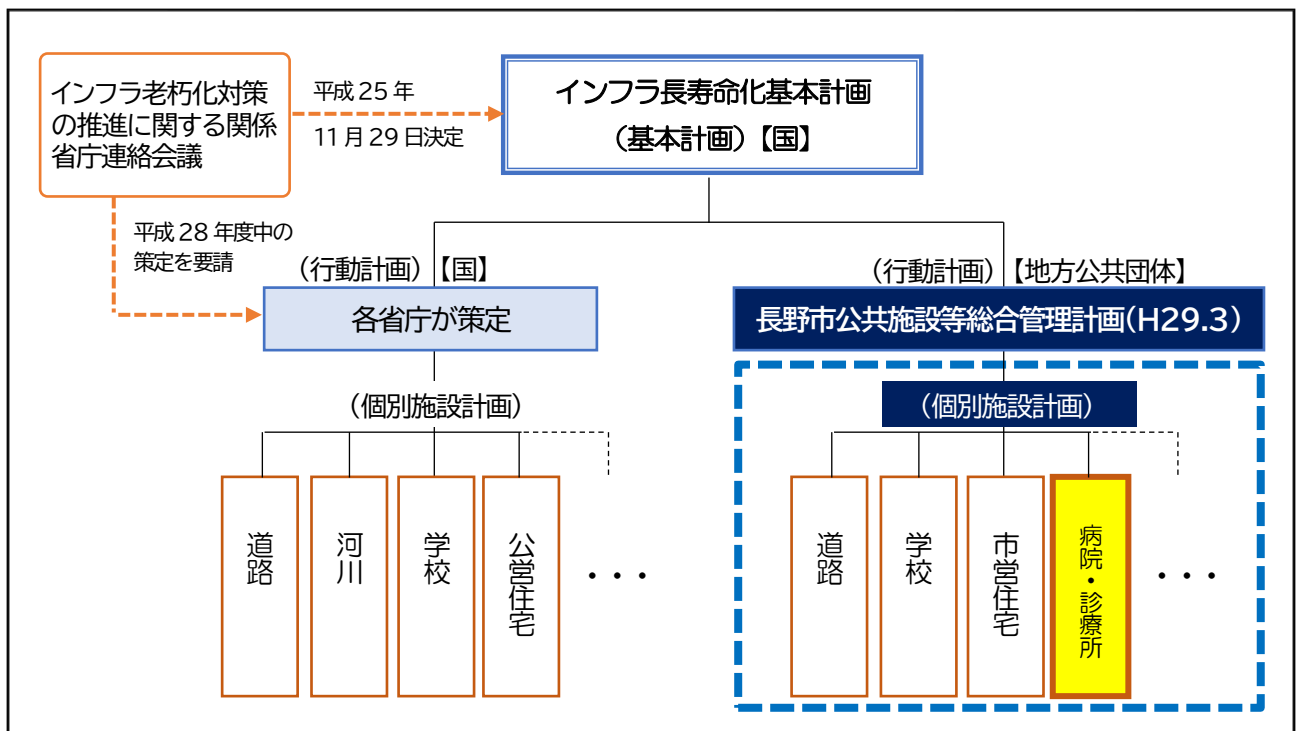 インフラ老朽化対策
の推進に関する関係
省庁連絡会議
平成25年
11月29日決定
インフラ長寿命化基本計画
(基本計画)【国】
平成28年度中の
策定を要請
(行動計画)【国】
各省庁が策定
(行動計画)【地方公共団体】
長野市公共施設等総合管理計画(H29.3)
(個別施設計画)
道路
河川
学校
公営住宅
・・・
(個別施設計画)
道路
学校
市営住宅
病院・診療所
・・・